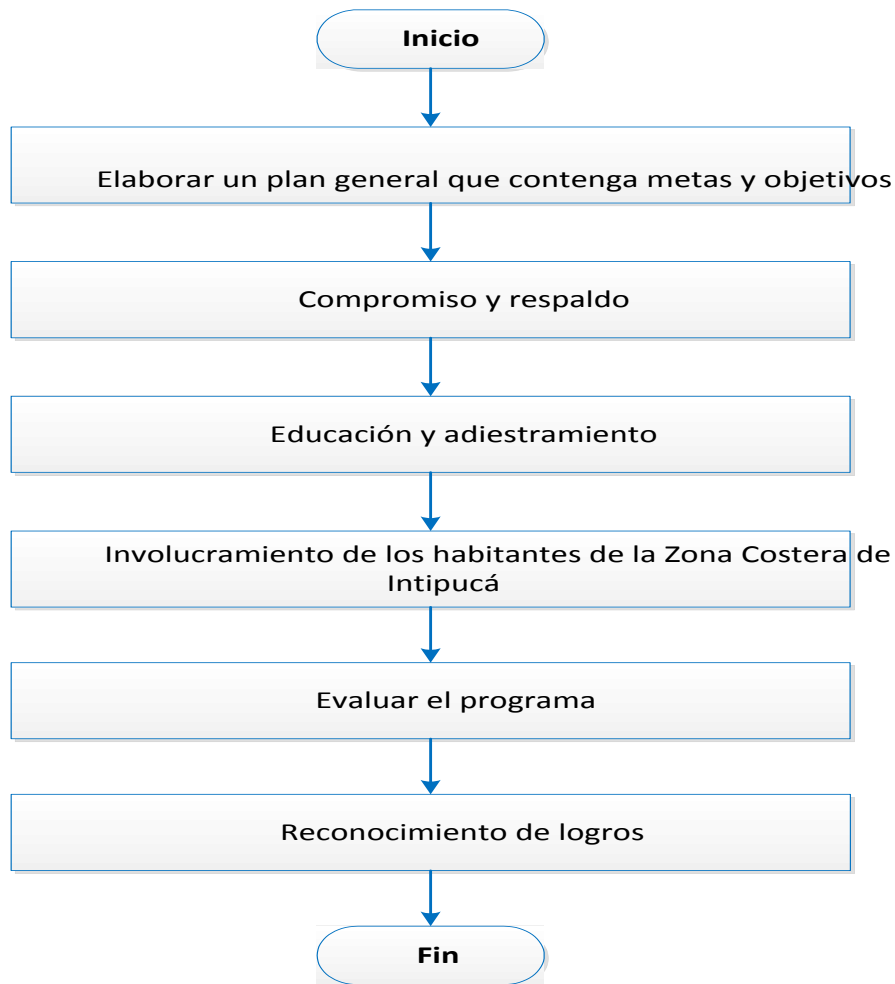 Inicio
Elaborar un plan general que contenga metas y objetivos
Compromiso y respaldo
Educación y adiestramiento
Involucramiento de los habitantes de la Zona Costera de
Intipucá
Evaluar el programa
Reconocimiento de logros
Fin